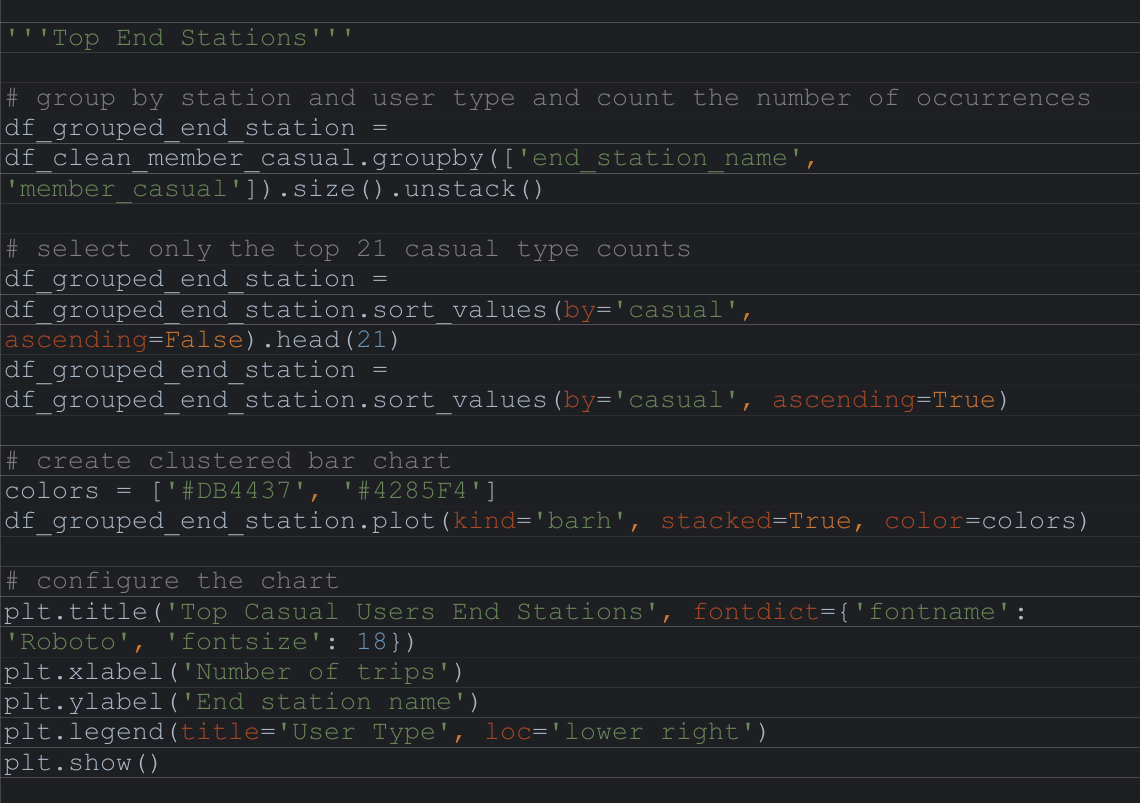 '''Top End Stations'''
# group by station and user type and count the number of occurrences
df_grouped_end_station =
df_clean_member_casual.groupby(['end_station_name',
'member_casual']).size().unstack()
# select only the top 21 casual type counts
df_grouped_end_station =
df_grouped_end_station.sort_values(by='casual',
ascending=False).head(21)
df_grouped_end_station =
df_grouped_end_station.sort_values(by='casual', ascending=True)
# create clustered bar chart
colors = ['#DB4437', '#4285F4']
df_grouped_end_station.plot(kind='barh', stacked=True, color=colors)
# configure the chart
plt.title('Top Casual Users End Stations', fontdict={'fontname':
'Roboto', 'fontsize': 18})
plt.xlabel('Number of trips')
plt.ylabel('End station name')
plt.legend(title='User Type', loc='lower right')
plt.show()